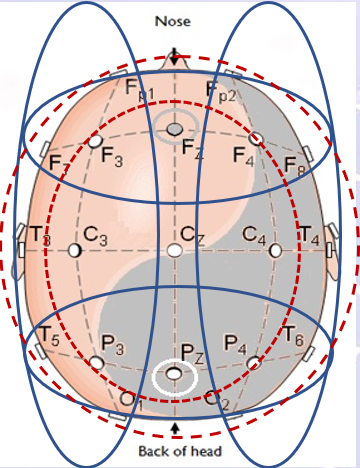 Nose
Fp1 Fp2
F7 F3 FZ F4 F8
T3 C3 CZ C4 T4
T5 P3 PZ P4 T6
O1 O2
Back of head